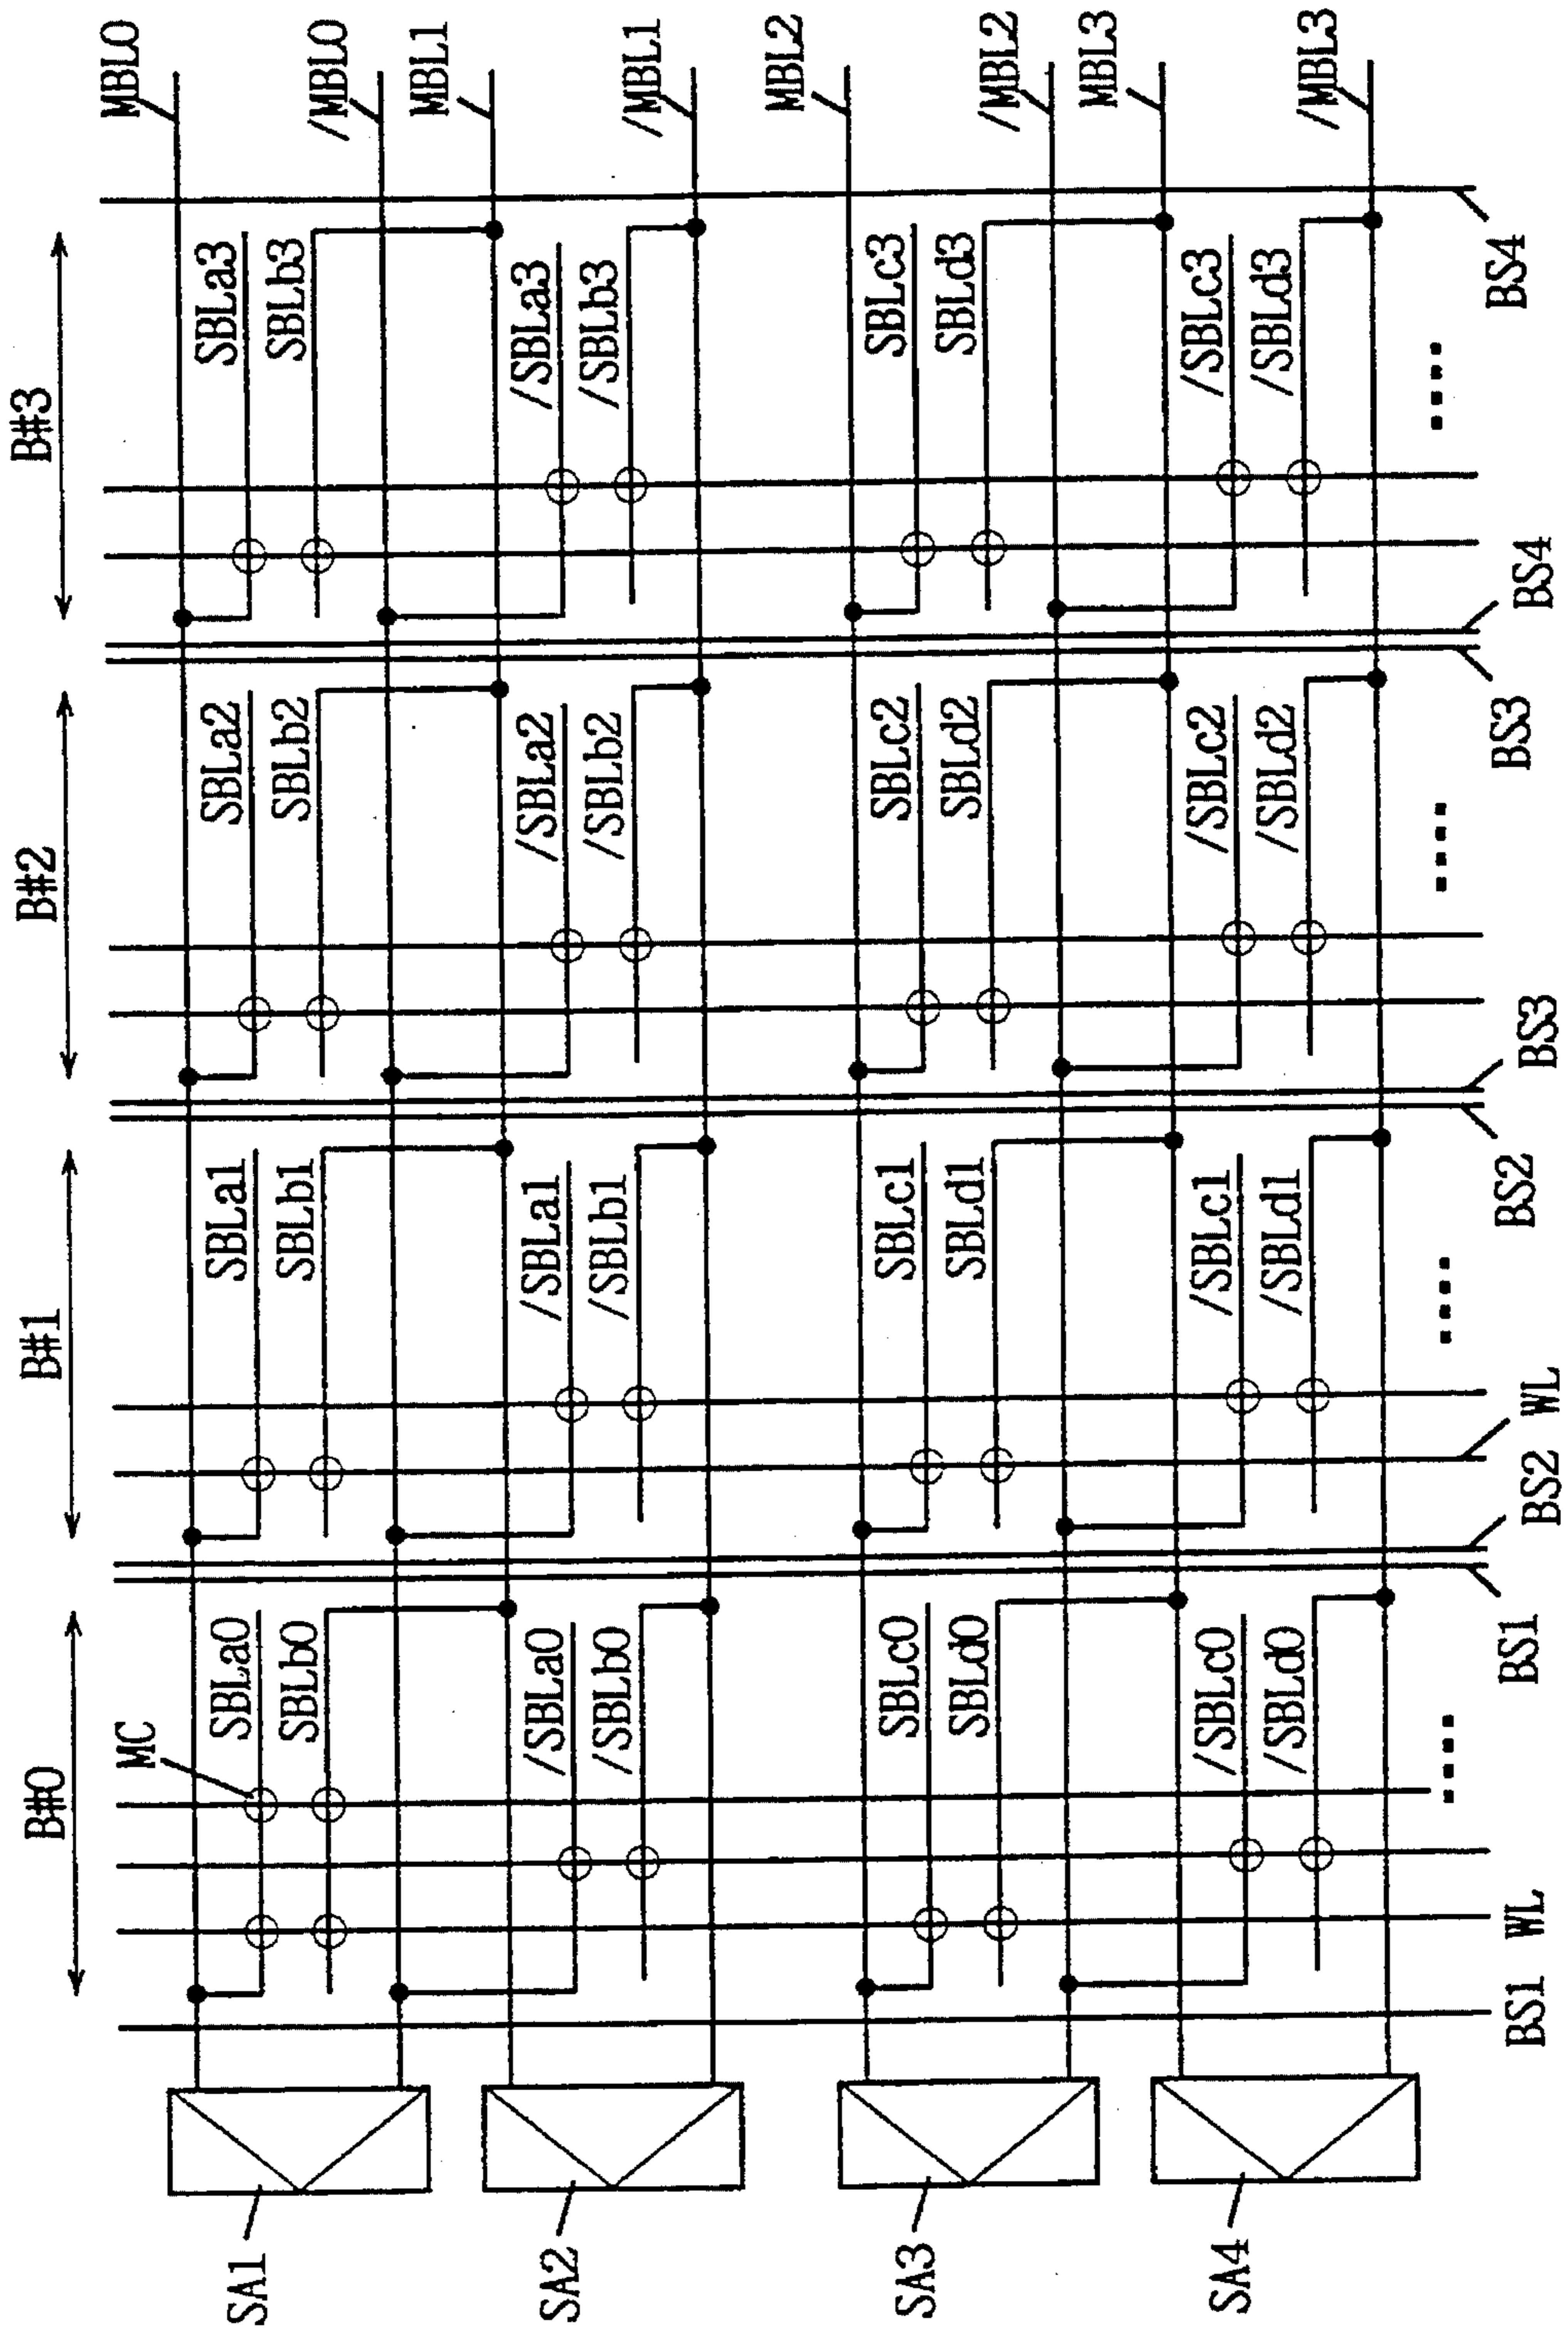 B#0
B#1
B#2
B#3
MC
MBL0
SBLa0
SBLa1
SBLa2
SBLa3
SBLb0
SBLb1
SBLb2
SBLb3
/MBL0
SA1
MBL1
/SBLa0
/SBLa1
/SBLa2
/SBLa3
/SBLb0
/SBLb1
/SBLb2
/SBLb3
/MBL1
SA2
MBL2
SBLc0
SBLc1
SBLc2
SBLc3
SBLd0
SBLd1
SBLd2
SBLd3
/MBL2
SA3
MBL3
/SBLc0
/SBLc1
/SBLc2
/SBLc3
/SBLd0
/SBLd1
/SBLd2
/SBLd3
/MBL3
SA4
BS1
WL
BS1
BS2
WL
BS2
BS3
BS3
BS4
BS4